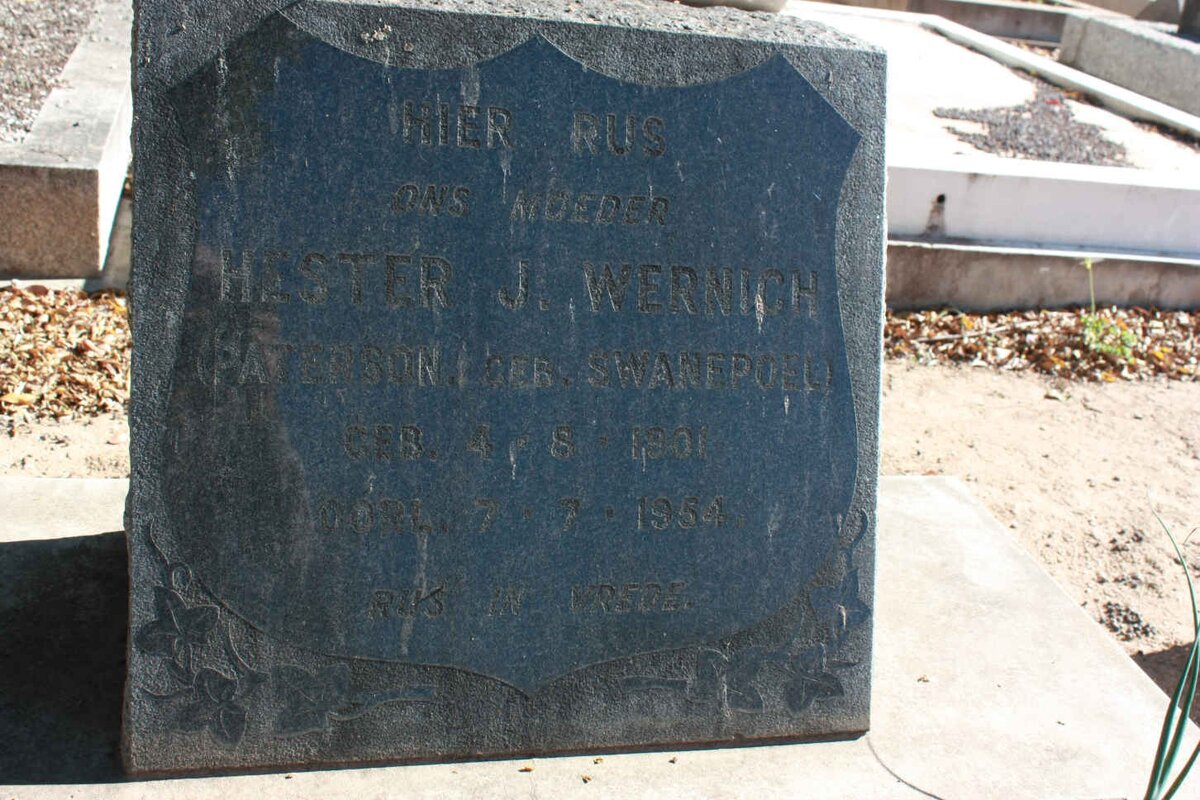 HIER RUS
ONS MOEDER
HESTER J. WERNICH
(PATERSON.) GEB. SWANEPOEL)
GEB. 4 - 8 - 1901
OORL. 7 - 7 - 1954.
RUS IN VREDE.